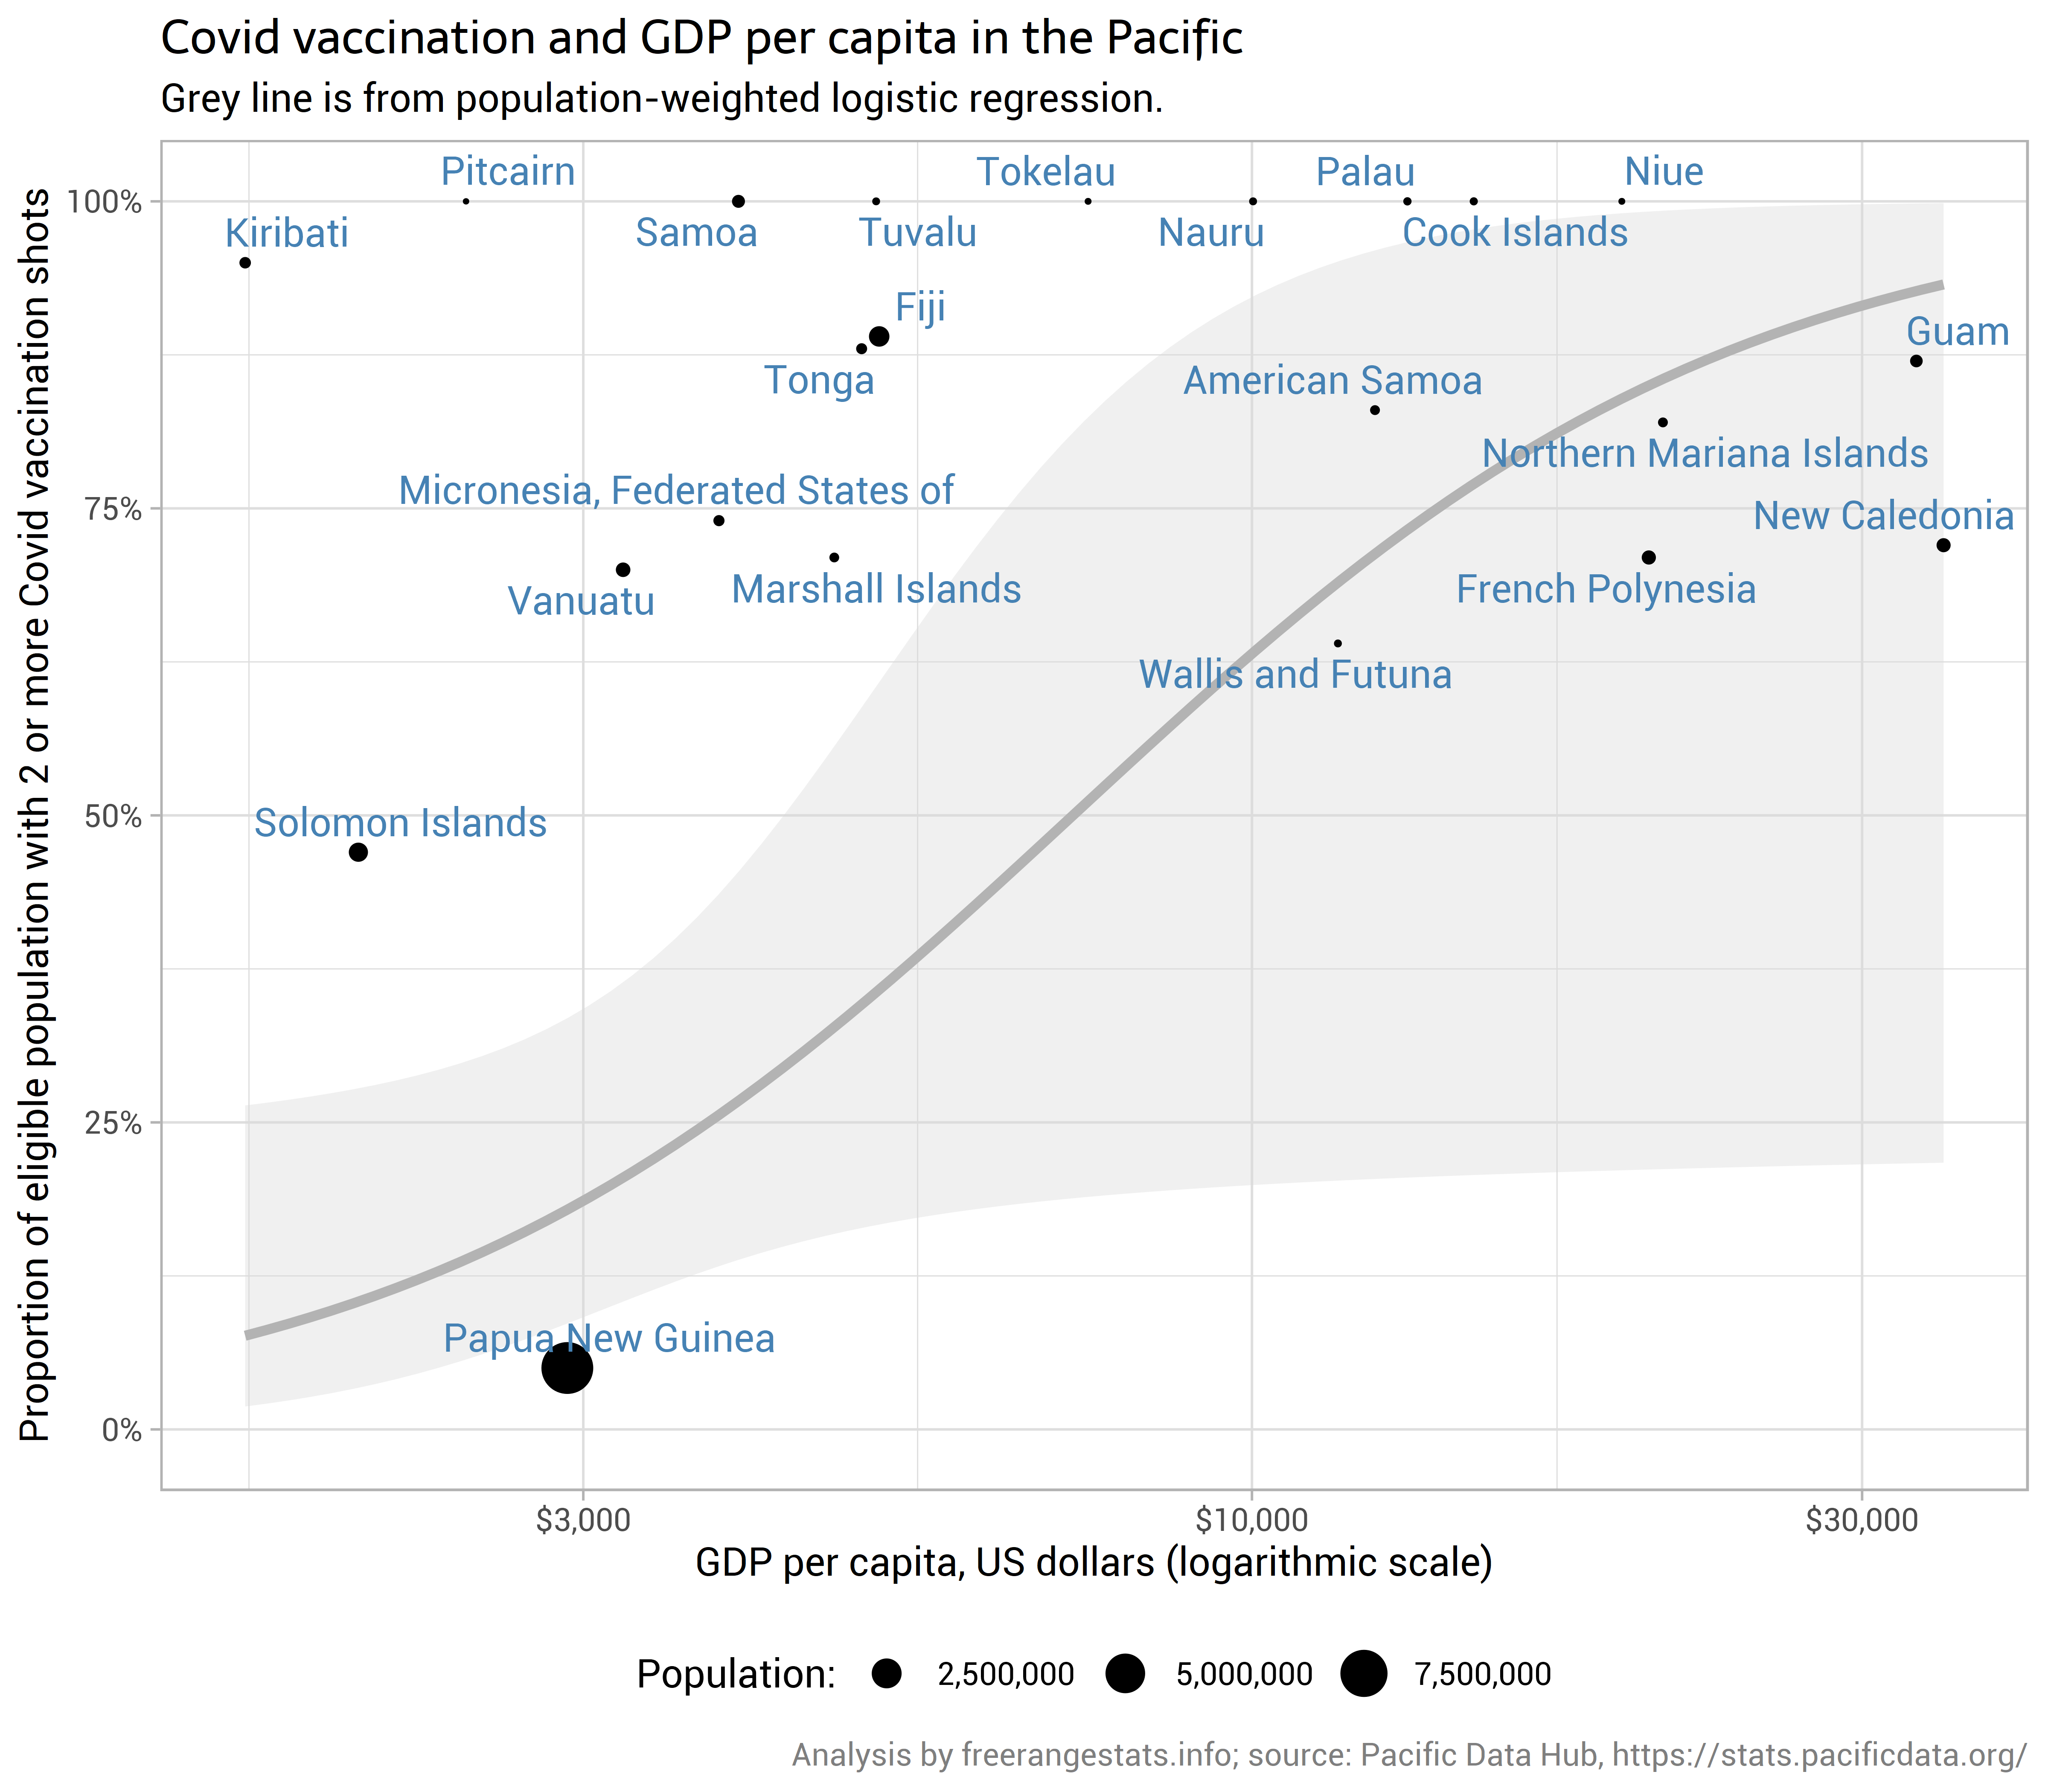 Covid vaccination and GDP per capita in the Pacific
Grey line is from population-weighted logistic regression.
Proportion of eligible population with 2 or more Covid vaccination shots
100%
75%
50%
25%
0%
Pitcairn
Tokelau
Palau
Niue
Kiribati
Samoa
Tuvalu
Nauru
Cook Islands
Fiji
Guam
Tonga
American Samoa
Northern Mariana Islands
Micronesia, Federated States of
New Caledonia
Vanuatu
Marshall Islands
French Polynesia
Wallis and Futuna
Solomon Islands
Papua New Guinea
$3,000
$10,000
$30,000
GDP per capita, US dollars (logarithmic scale)
Population: 2,500,000 5,000,000 7,500,000
Analysis by freerangestats.info; source: Pacific Data Hub, https://stats.pacificdata.org/